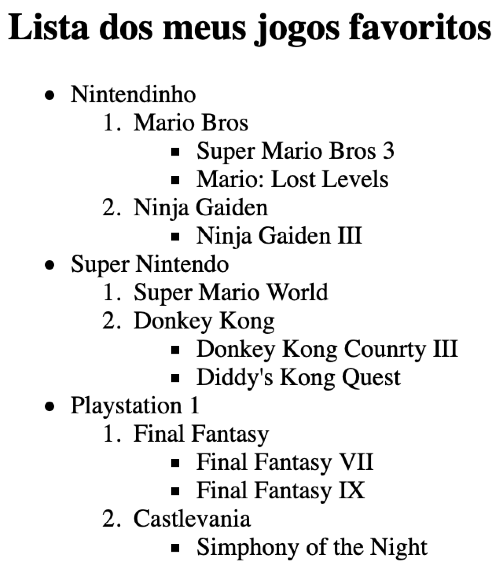 Lista dos meus jogos favoritos
• Nintendinho
1. Mario Bros
▪ Super Mario Bros 3
▪ Mario: Lost Levels
2. Ninja Gaiden
▪ Ninja Gaiden III
• Super Nintendo
1. Super Mario World
2. Donkey Kong
▪ Donkey Kong Counrty III
▪ Diddy's Kong Quest
• Playstation 1
1. Final Fantasy
▪ Final Fantasy VII
▪ Final Fantasy IX
2. Castlevania
▪ Simphony of the Night